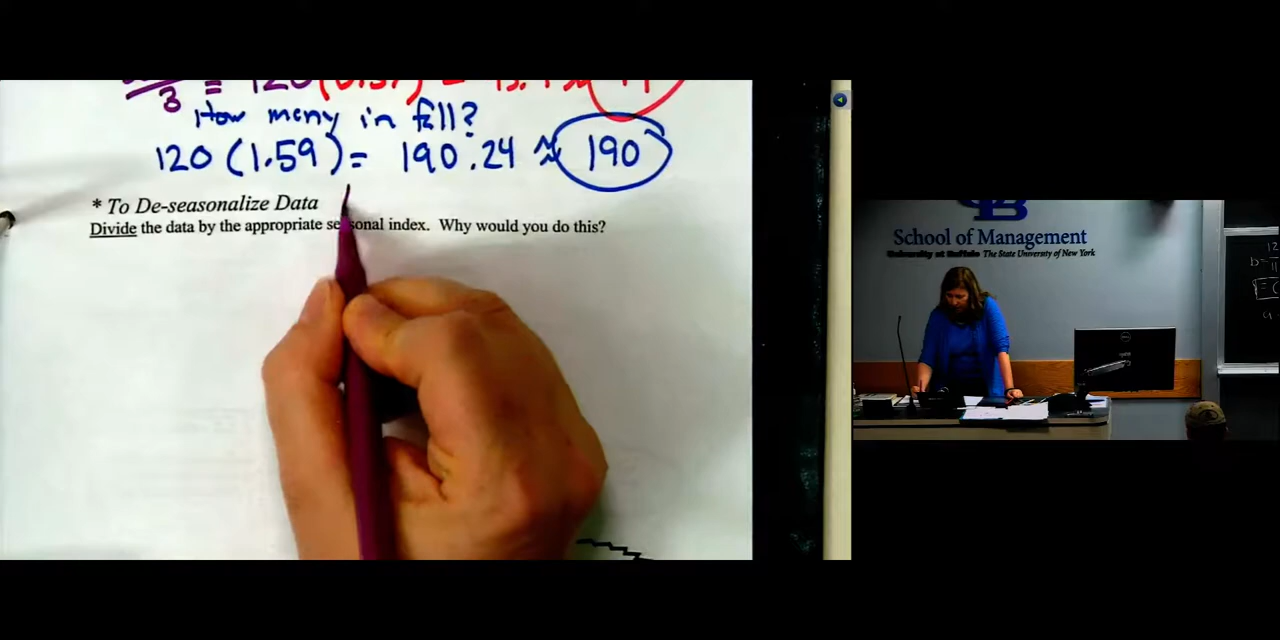 How many in fall?
120 (1.59) = 190.24 ≈ 190
* To De-seasonalize Data
Divide the data by the appropriate seasonal index. Why would you do this?
UB
School of Management
University at Buffalo The State University of New York